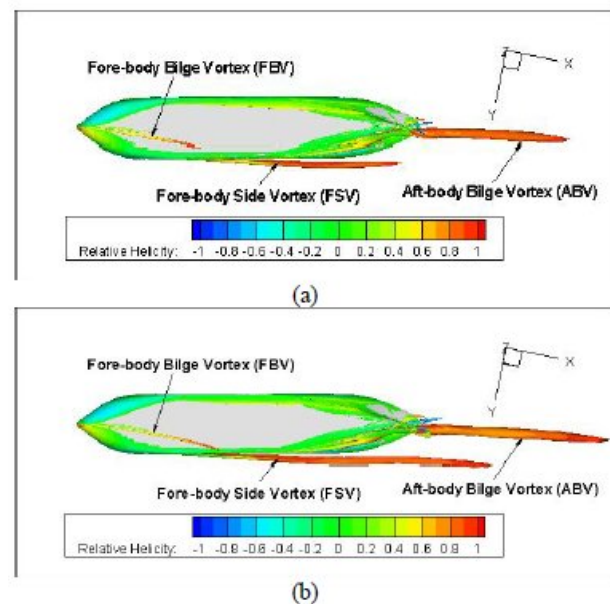 (a)
Fore-body Bilge Vortex (FBV)
Z
X
Y
Fore-body Side Vortex (FSV)
Aft-body Bilge Vortex (ABV)
Relative Helicity: -1 -0.8 -0.6 -0.4 -0.2 0 0.2 0.4 0.6 0.8 1
(a)
Fore-body Bilge Vortex (FBV)
Z
X
Y
Fore-body Side Vortex (FSV)
Aft-body Bilge Vortex (ABV)
Relative Helicity: -1 -0.8 -0.6 -0.4 -0.2 0 0.2 0.4 0.6 0.8 1
(b)